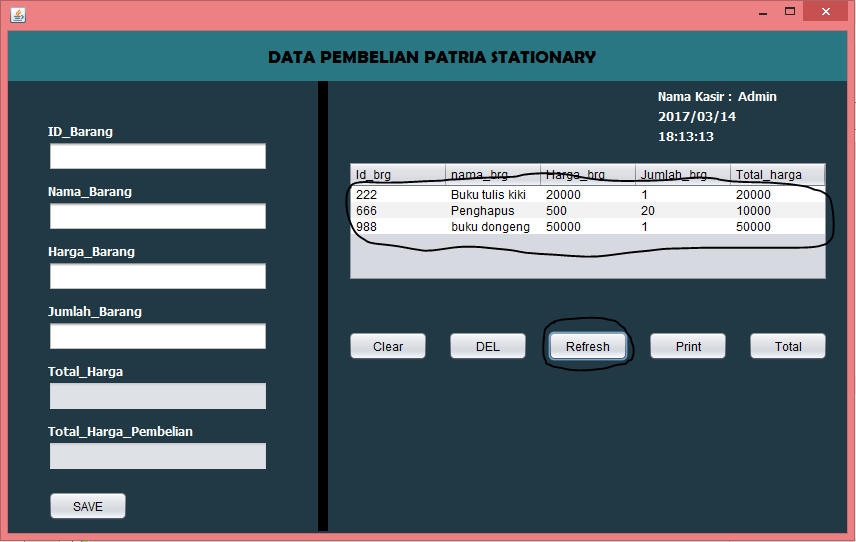 DATA PEMBELIAN PATRIA STATIONARY
Nama Kasir : Admin
2017/03/14
18:13:13
ID_Barang
Nama_Barang
Harga_Barang
Jumlah_Barang
Total_Harga
Total_Harga_Pembelian
SAVE
Id_brg nama_brg Harga_brg Jumlah_brg Total_harga
222 Buku tulis kiki 20000 1 20000
666 Penghapus 500 20 10000
988 buku dongeng 50000 1 50000
Clear DEL Refresh Print Total